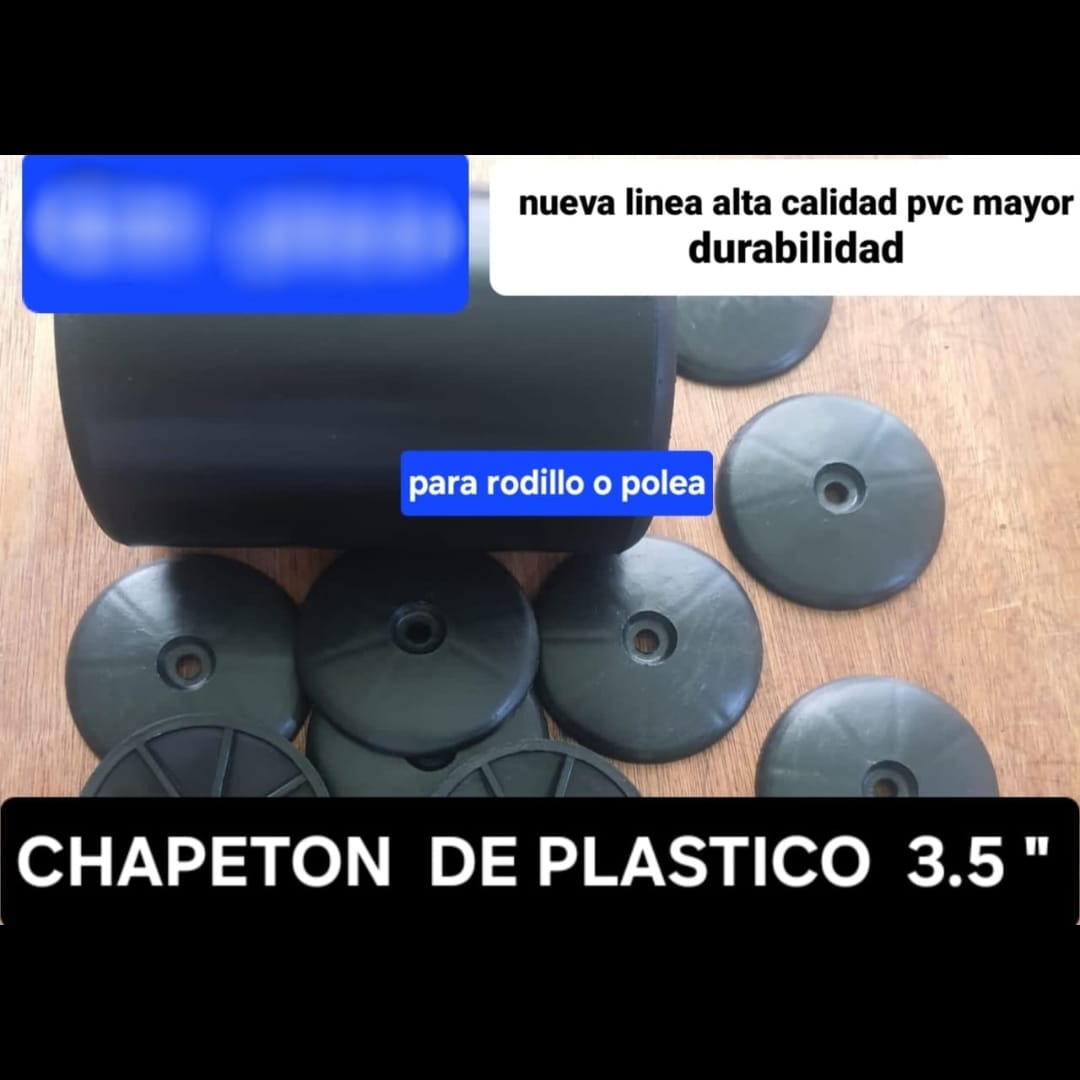 nueva linea alta calidad pvc mayor
durabilidad
para rodillo o polea
CHAPETON DE PLASTICO 3.5 "